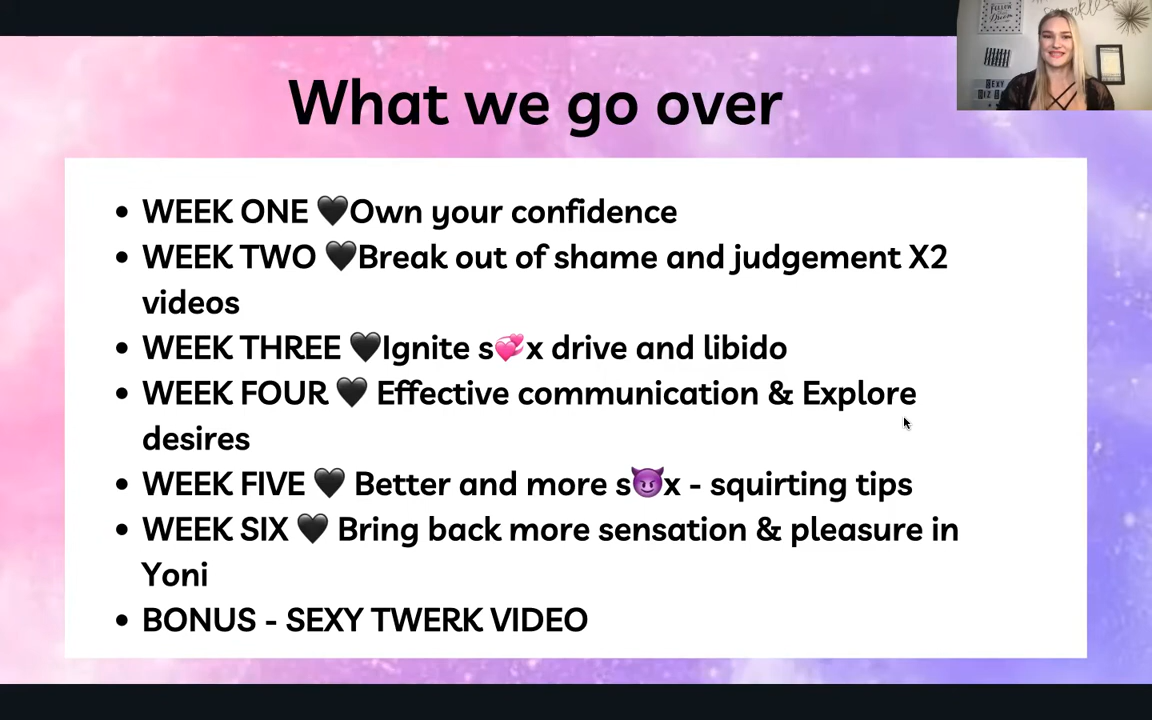 What we go over
• WEEK ONE 🖤Own your confidence
• WEEK TWO 🖤Break out of shame and judgement X2
videos
• WEEK THREE 🖤Ignite s💞x drive and libido
• WEEK FOUR 🖤 Effective communication & Explore
desires
• WEEK FIVE 🖤 Better and more s😈x - squirting tips
• WEEK SIX 🖤 Bring back more sensation & pleasure in
Yoni
• BONUS - SEXY TWERK VIDEO